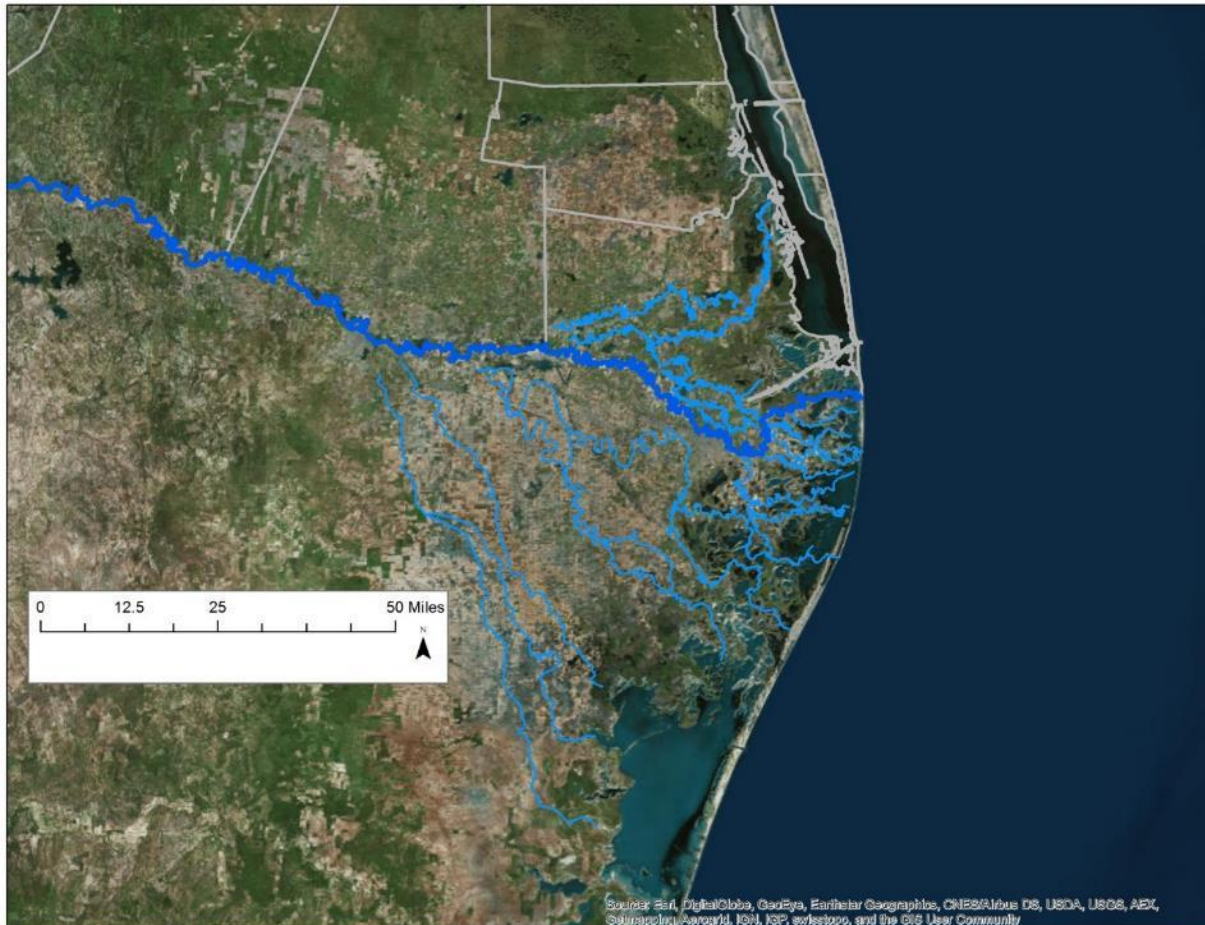 0 12.5 25 50 Miles
N
Source: Esri, DigitalGlobe, GeoEye, Earthstar Geographics, CNES/Airbus DS, USDA, USGS, AEX,
Getmapping, Aerogrid, IGN, IGP, swisstopo, and the GIS User Community